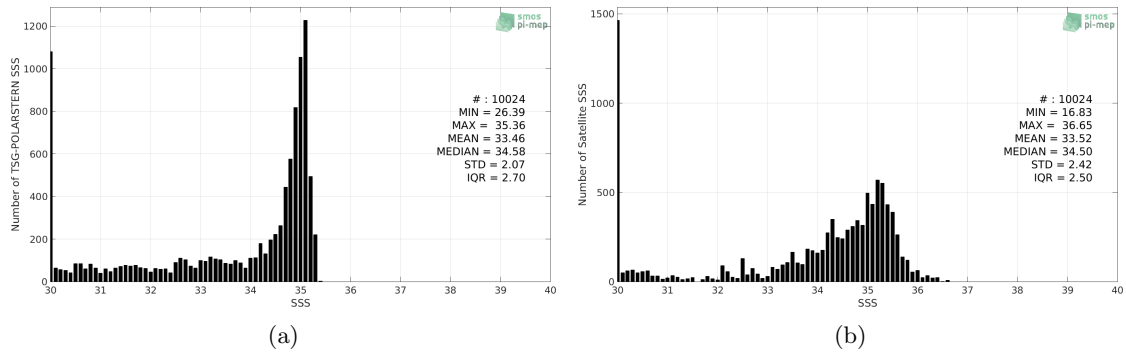 smos
pi-mep
Number of TSG-POLARSTERN SSS
1200
1000
800
600
400
200
0
# : 10024
MIN = 26.39
MAX = 35.36
MEAN = 33.46
MEDIAN = 34.58
STD = 2.07
IQR = 2.70
30 31 32 33 34 35 36 37 38 39 40
SSS
(a)
smos
pi-mep
Number of Satellite SSS
1500
1000
500
0
# : 10024
MIN = 16.83
MAX = 36.65
MEAN = 33.52
MEDIAN = 34.50
STD = 2.42
IQR = 2.50
30 31 32 33 34 35 36 37 38 39 40
SSS
(b)